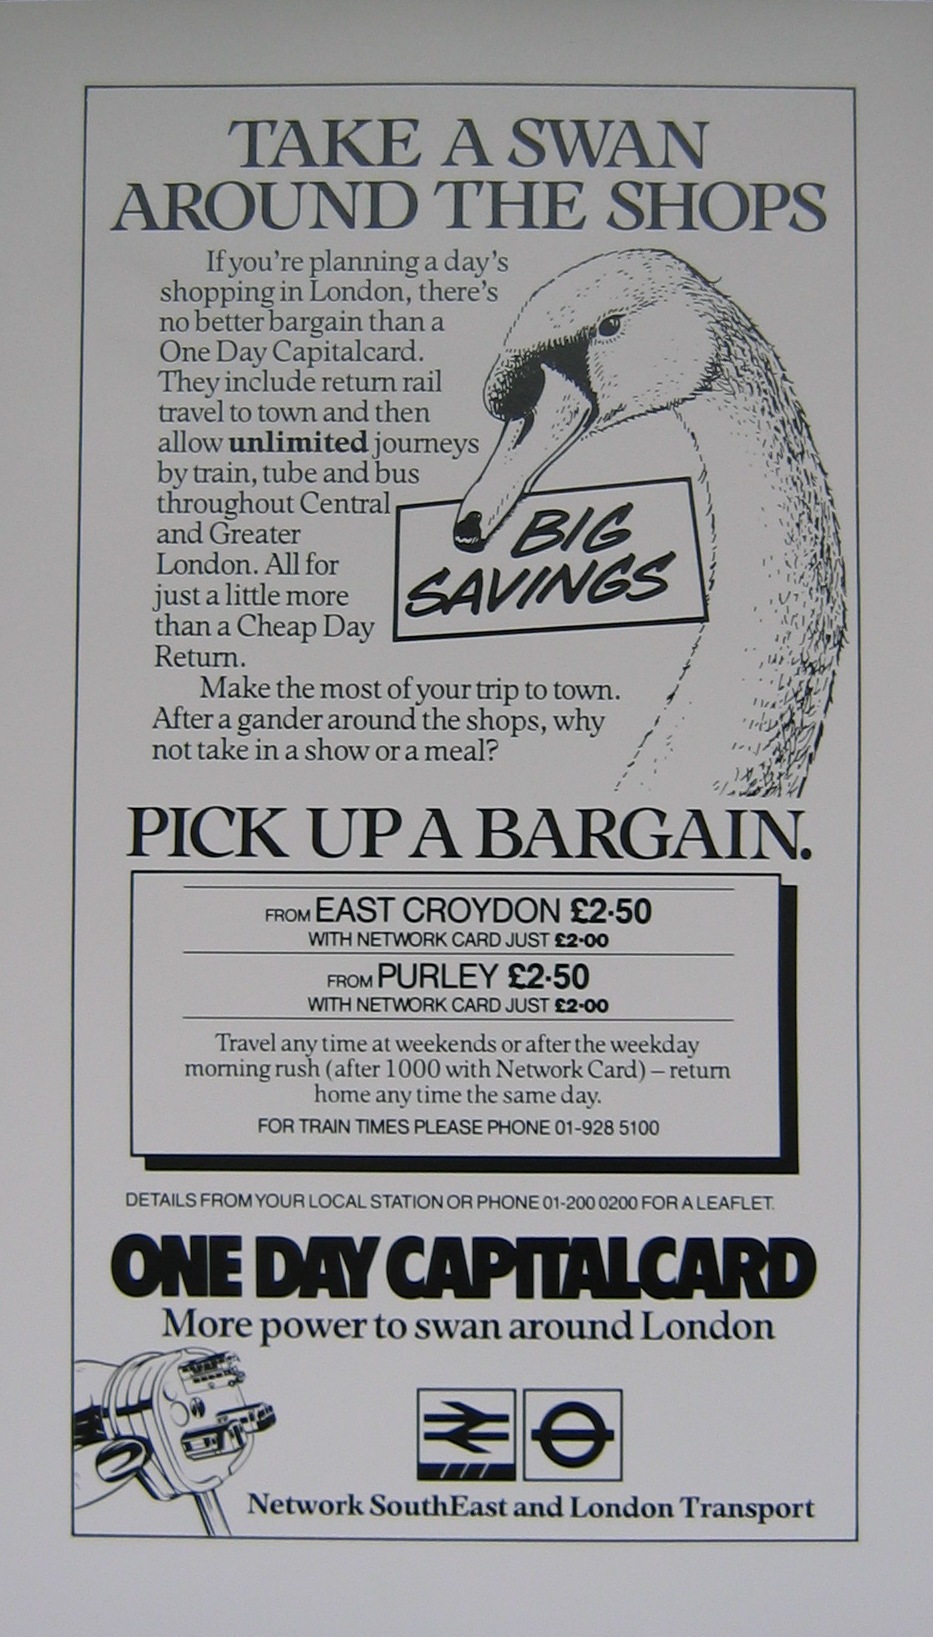 TAKE A SWAN
AROUND THE SHOPS
If you're planning a day's
shopping in London, there's
no better bargain than a
One Day Capitalcard.
They include return rail
travel to town and then
allow unlimited journeys
by train, tube and bus
throughout Central
and Greater
London. All for
just a little more
than a Cheap Day
Return.
BIG
SAVINGS
Make the most of your trip to town.
After a gander around the shops, why
not take in a show or a meal?
PICK UP A BARGAIN.
FROM EAST CROYDON £2·50
WITH NETWORK CARD JUST £2·00
FROM PURLEY £2·50
WITH NETWORK CARD JUST £2·00
Travel any time at weekends or after the weekday
morning rush (after 1000 with Network Card) – return
home any time the same day.
FOR TRAIN TIMES PLEASE PHONE 01-928 5100
DETAILS FROM YOUR LOCAL STATION OR PHONE 01-200 0200 FOR A LEAFLET.
ONE DAY CAPITALCARD
More power to swan around London
Network SouthEast and London Transport